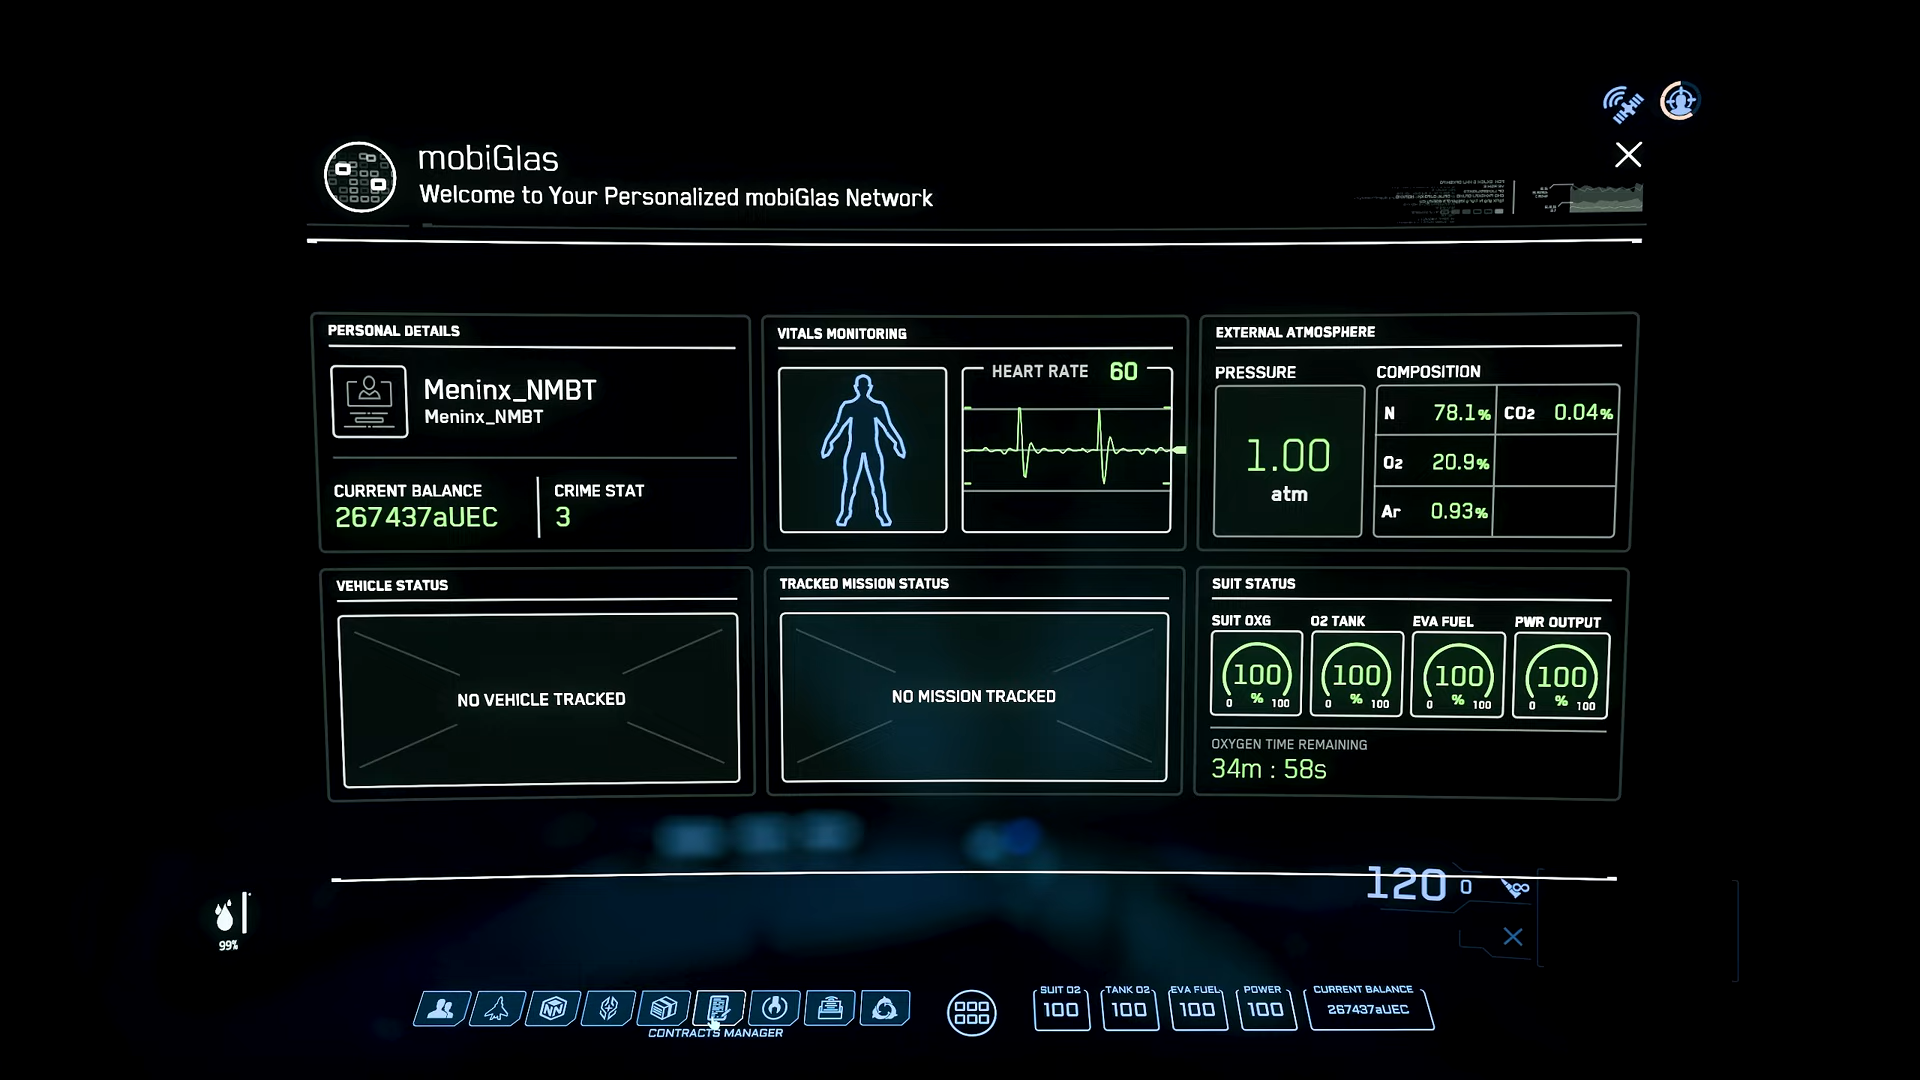 mobiGlas
Welcome to Your Personalized mobiGlas Network
PERSONAL DETAILS
Meninx_NMBT
Meninx_NMBT
CURRENT BALANCE
267437aUEC
CRIME STAT
3
VITALS MONITORING
HEART RATE 60
EXTERNAL ATMOSPHERE
PRESSURE
1.00
atm
COMPOSITION
N 78.1% CO2 0.04%
O2 20.9%
Ar 0.93%
VEHICLE STATUS
NO VEHICLE TRACKED
TRACKED MISSION STATUS
NO MISSION TRACKED
SUIT STATUS
SUIT OXG O2 TANK EVA FUEL PWR OUTPUT
100 100 100 100
% % % %
0 100 0 100 0 100 0 100
OXYGEN TIME REMAINING
34m : 58s
120 0
99%
CONTRACTS MANAGER
SUIT O2 TANK O2 EVA FUEL POWER CURRENT BALANCE
100 100 100 100 267437aUEC